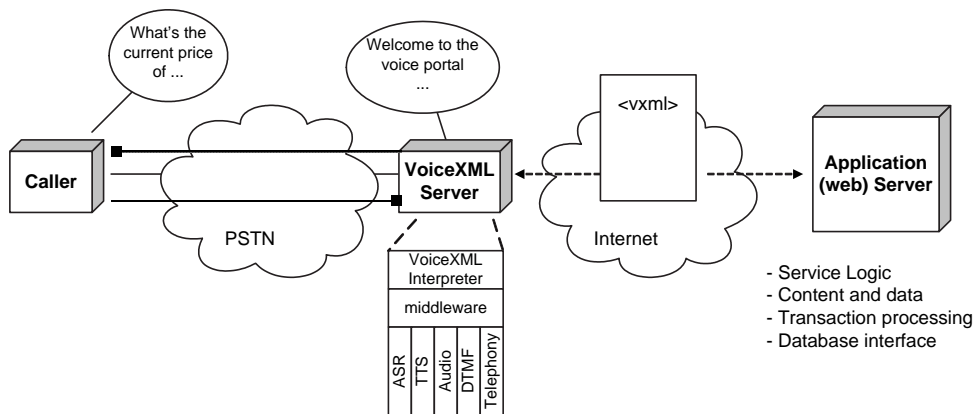 What's the
current price
of ...
Welcome to the
voice portal
...
<vxml>
Caller
VoiceXML
Server
Application
(web) Server
PSTN
Internet
VoiceXML
Interpreter
middleware
ASR
TTS
Audio
DTMF
Telephony
- Service Logic
- Content and data
- Transaction processing
- Database interface